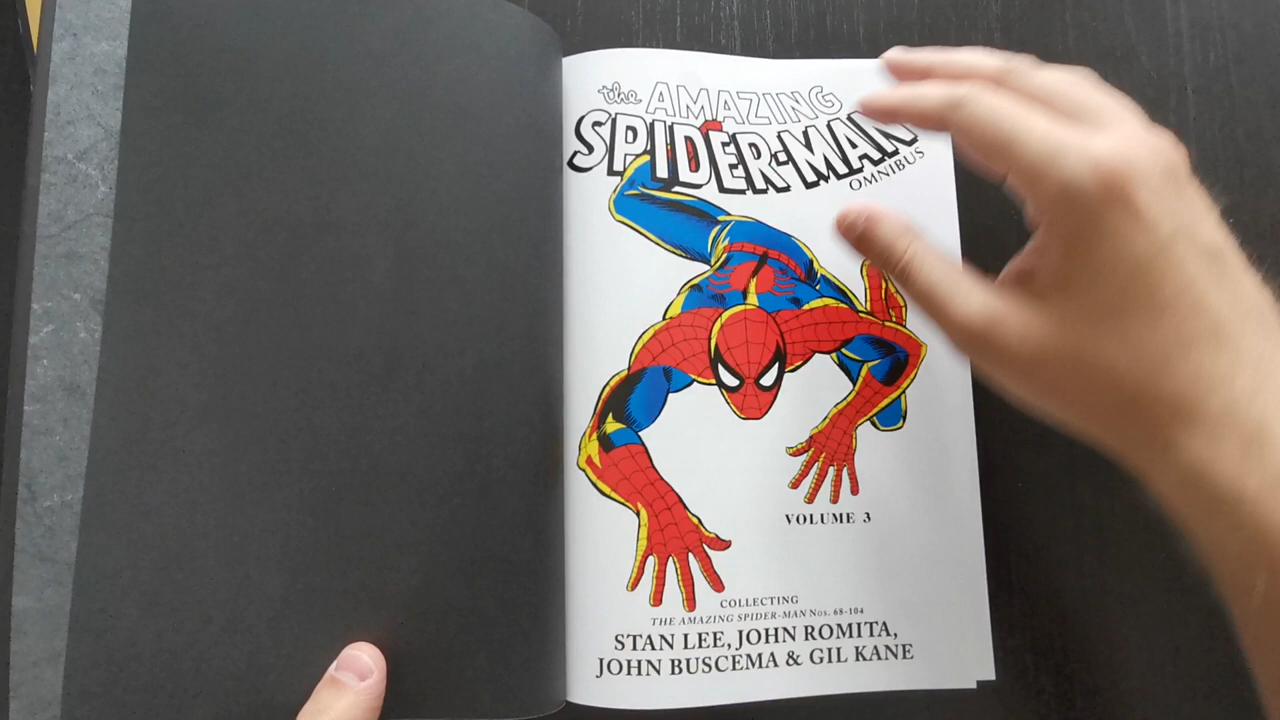 the AMAZING
SPIDER-MAN
OMNIBUS
VOLUME 3
COLLECTING
THE AMAZING SPIDER-MAN Nos. 68-104
STAN LEE, JOHN ROMITA,
JOHN BUSCEMA & GIL KANE